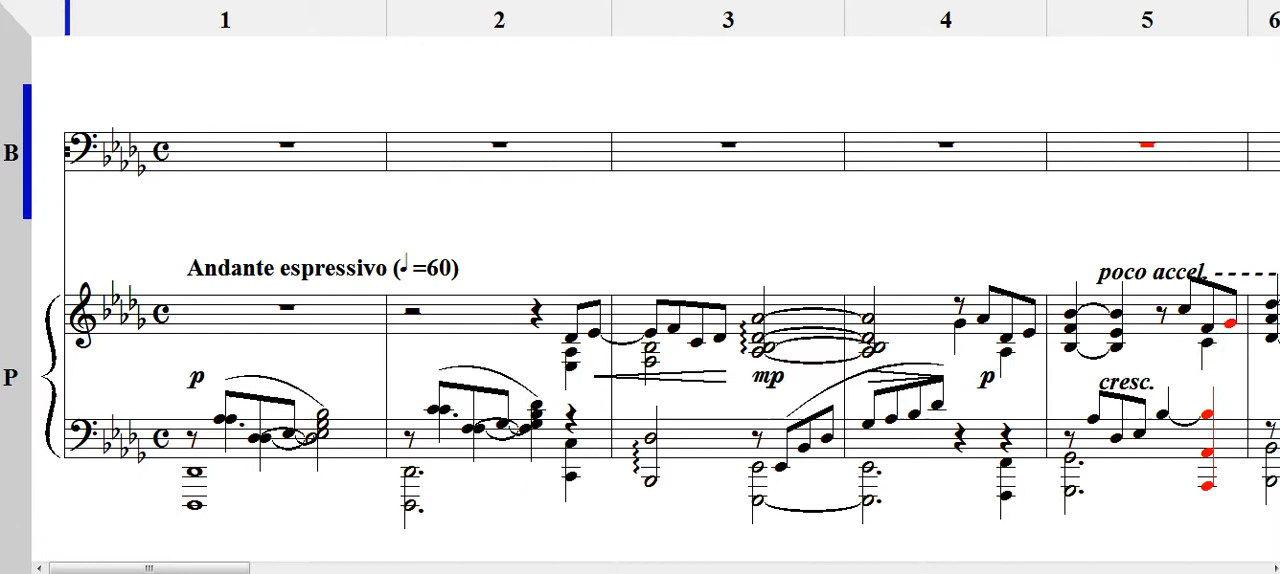 1 2 3 4 5 6
B
Andante espressivo (♩=60)
poco accel.
P
p
mp
p
cresc.